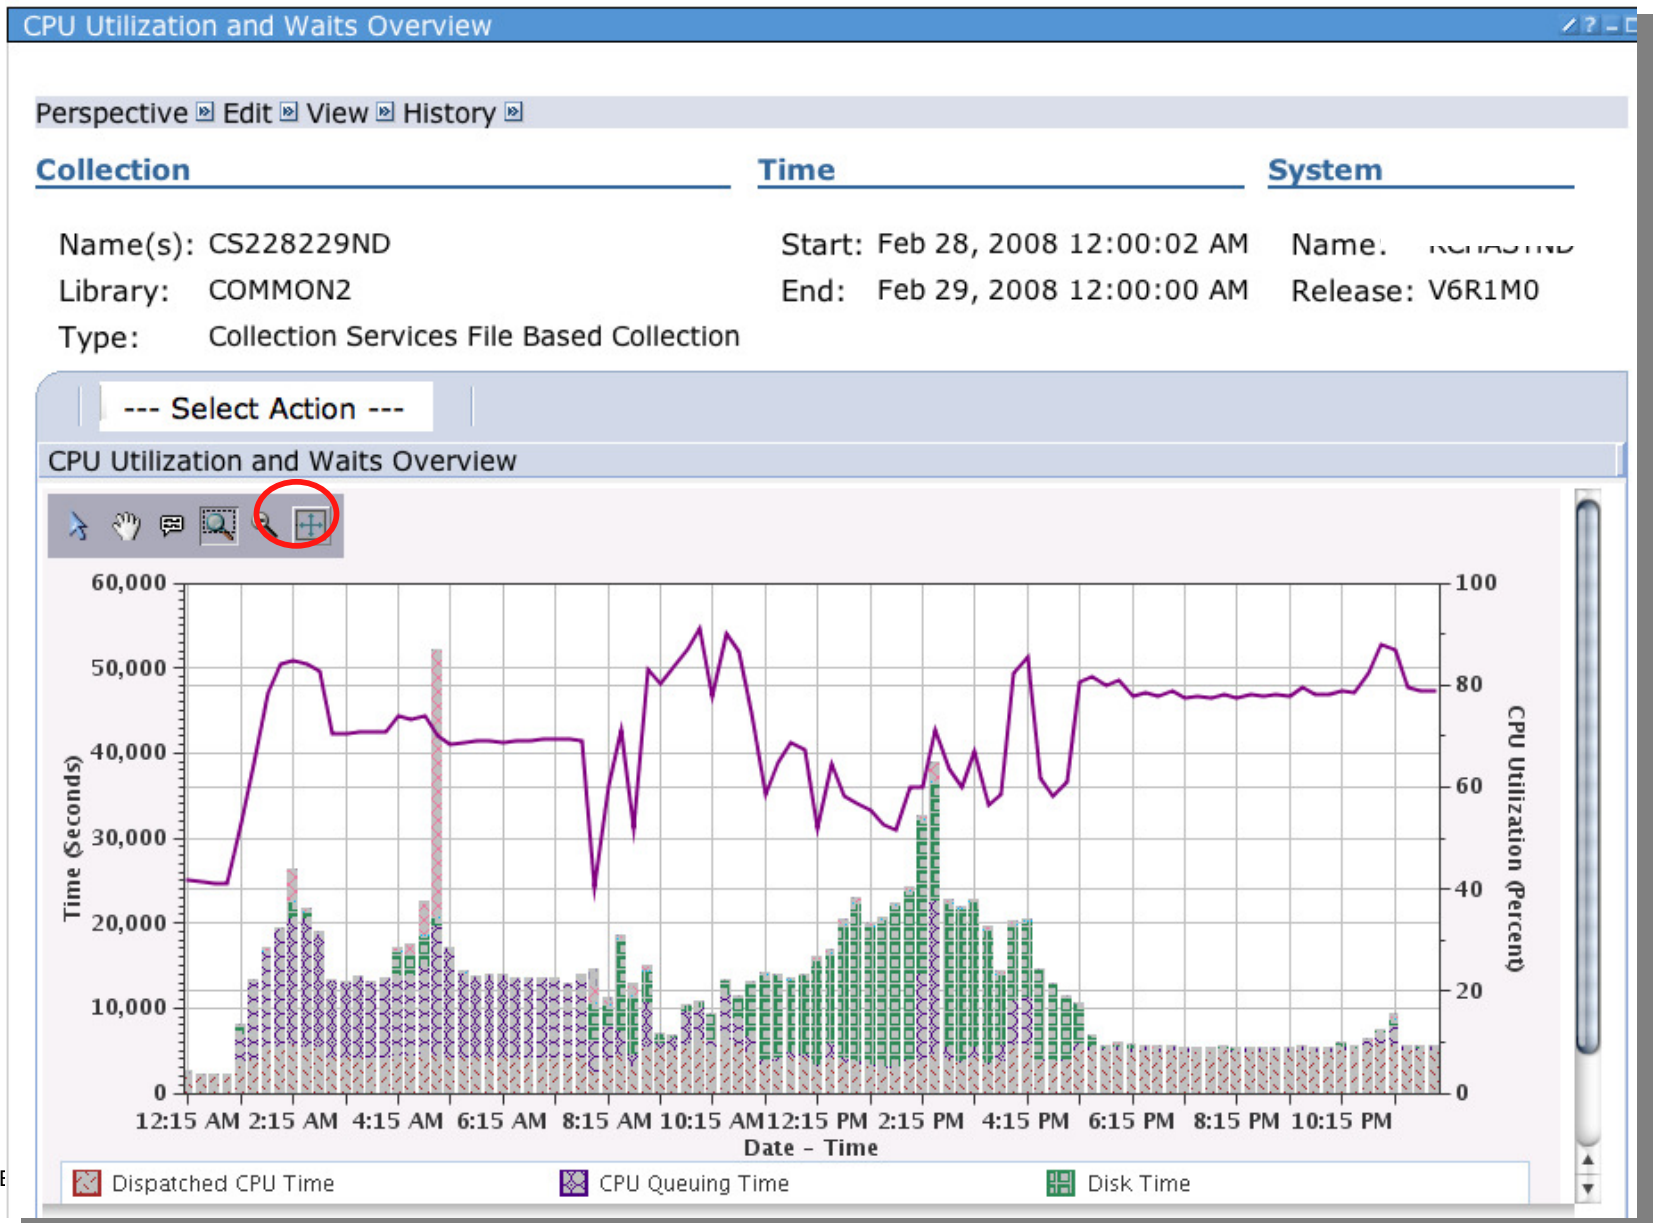 CPU Utilization and Waits Overview
Perspective Edit View History
Collection Time System
Name(s): CS228229ND Start: Feb 28, 2008 12:00:02 AM Name:
Library: COMMON2 End: Feb 29, 2008 12:00:00 AM Release: V6R1M0
Type: Collection Services File Based Collection
--- Select Action ---
CPU Utilization and Waits Overview
60,000
50,000
40,000
30,000
20,000
10,000
0
Time (Seconds)
100
80
60
40
20
0
CPU Utilization (Percent)
12:15 AM 2:15 AM 4:15 AM 6:15 AM 8:15 AM 10:15 AM 12:15 PM 2:15 PM 4:15 PM 6:15 PM 8:15 PM 10:15 PM
Date - Time
Dispatched CPU Time CPU Queuing Time Disk Time